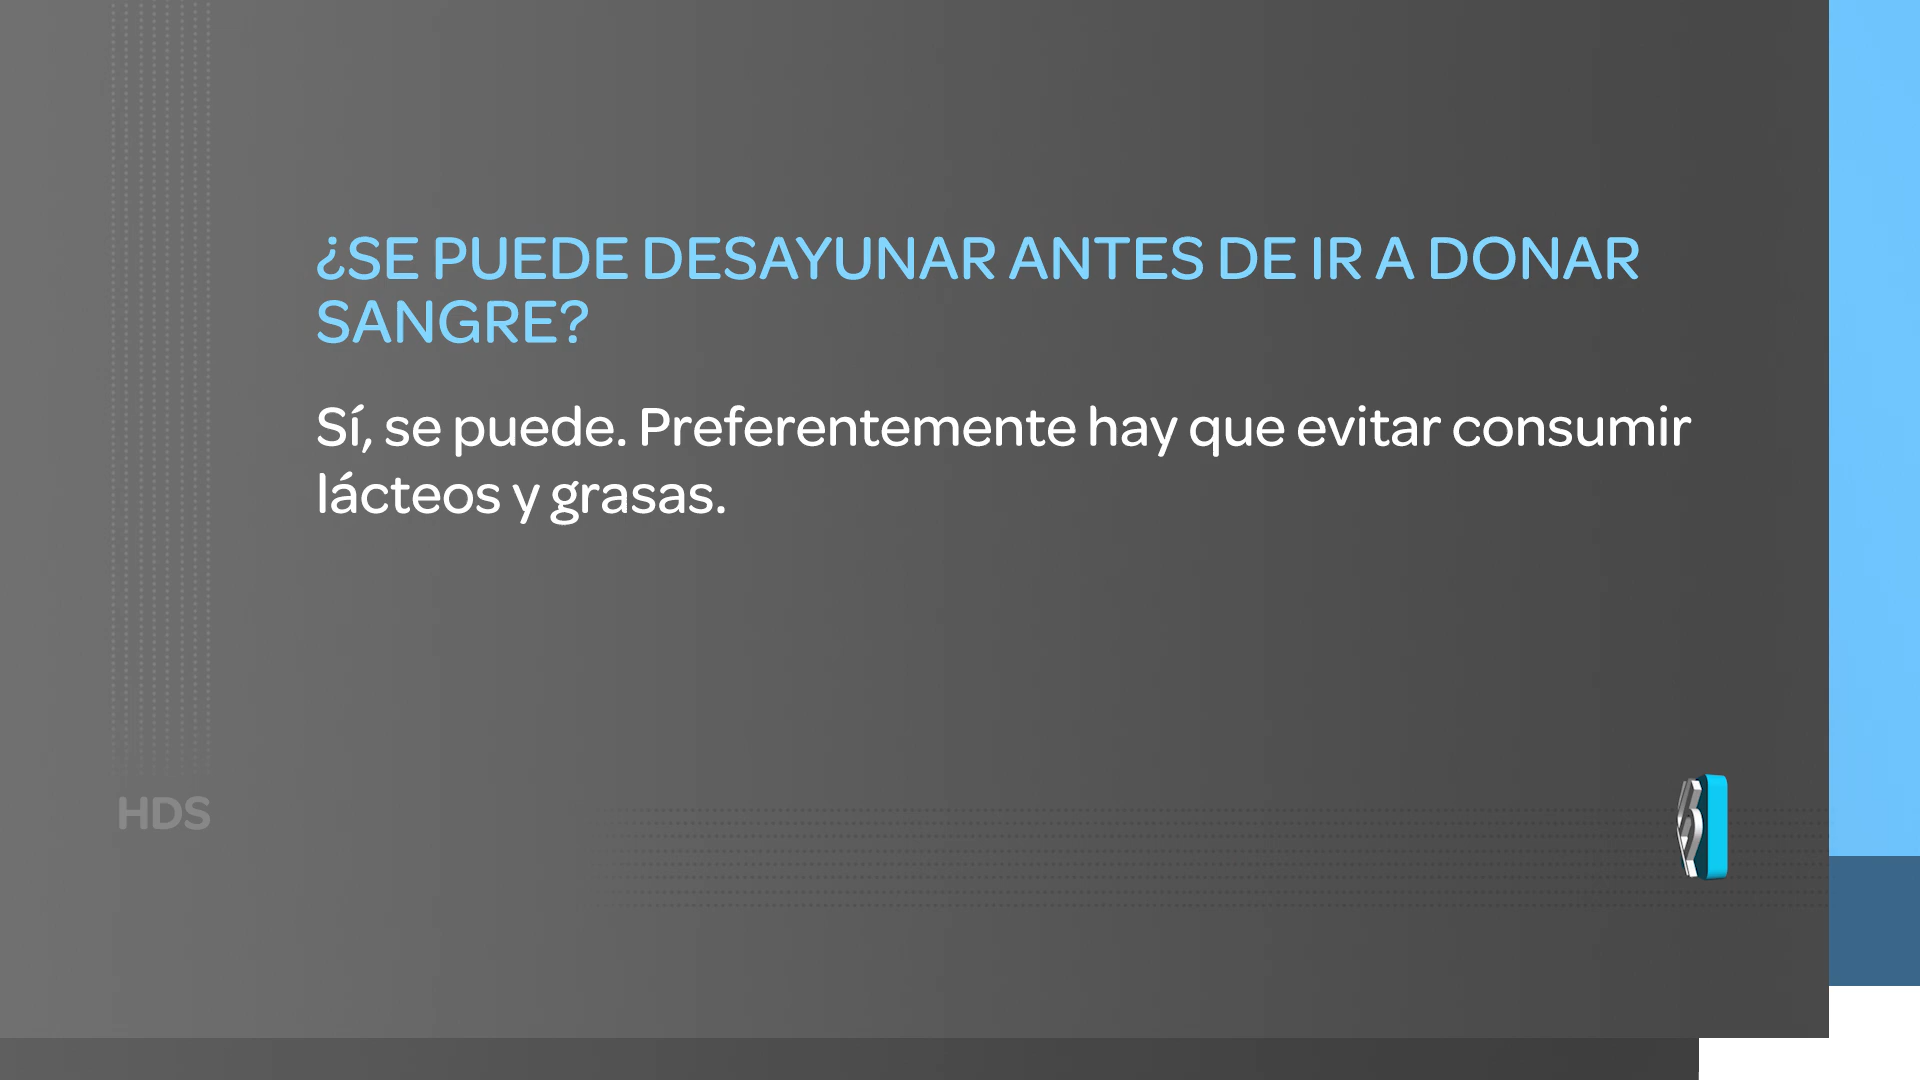 ¿SE PUEDE DESAYUNAR ANTES DE IR A DONAR
SANGRE?
Sí, se puede. Preferentemente hay que evitar consumir
lácteos y grasas.
HDS